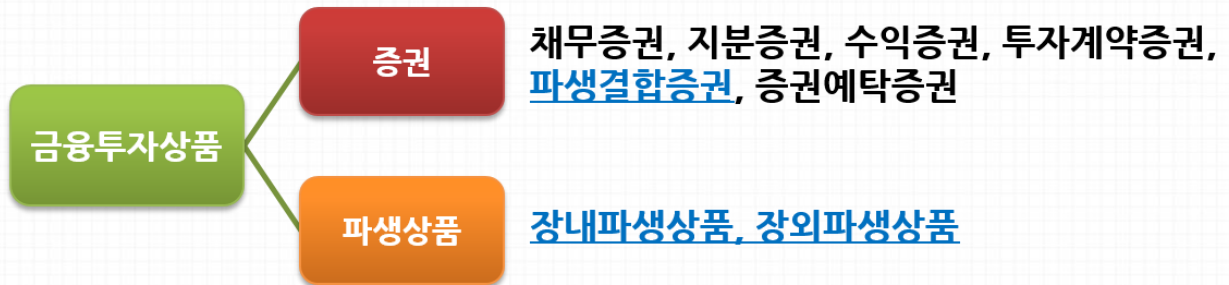 증권
채무증권, 지분증권, 수익증권, 투자계약증권,
파생결합증권, 증권예탁증권
금융투자상품
파생상품
장내파생상품, 장외파생상품